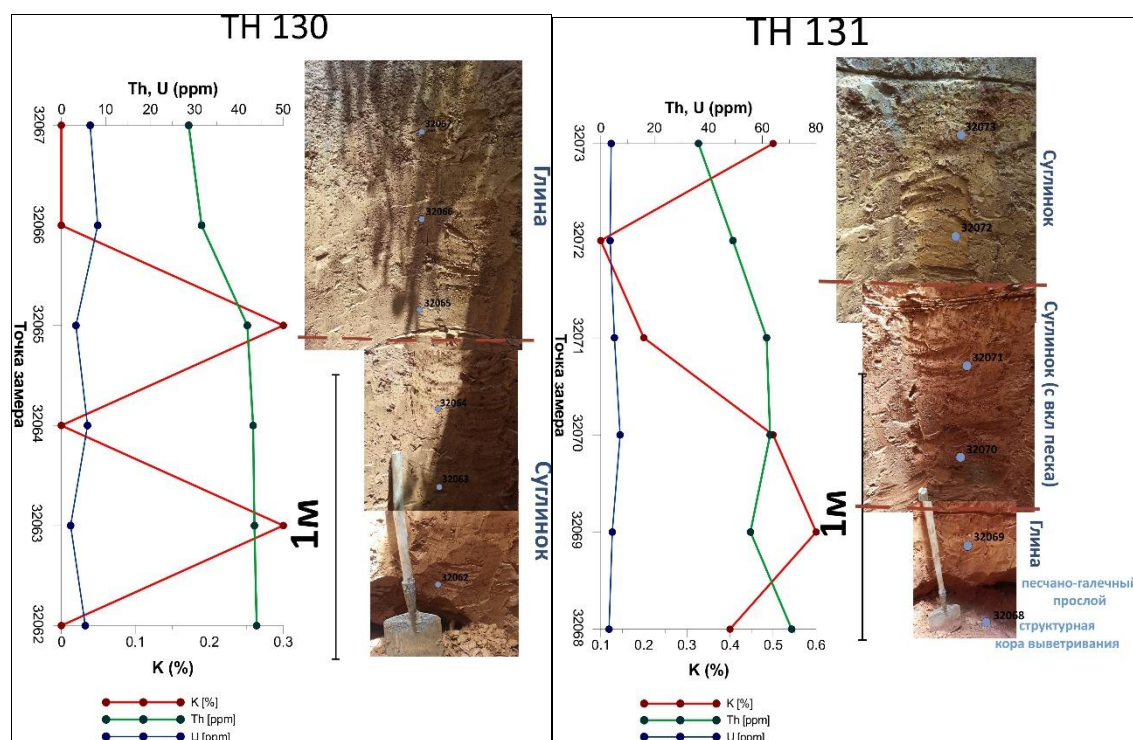 TH 130
Th, U (ppm)
0
10
20
30
40
50
32067
32066
32065
32064
32063
32062
Точка замера
0
0.1
0.2
0.3
K (%)
K [%]
Th [ppm]
U [ppm]
1м
32067
32066
32065
32064
32063
32062
Глина
Суглинок
TH 131
Th, U (ppm)
0
20
40
60
80
32073
32072
32071
32070
32069
32068
Точка замера
0.1
0.2
0.3
0.4
0.5
0.6
K (%)
K [%]
Th [ppm]
U [ppm]
1м
32073
32072
32071
32070
32069
32068
Суглинок
Суглинок (с вкл песка)
Глина
песчано-галечный
прослой
структурная
кора выветривания